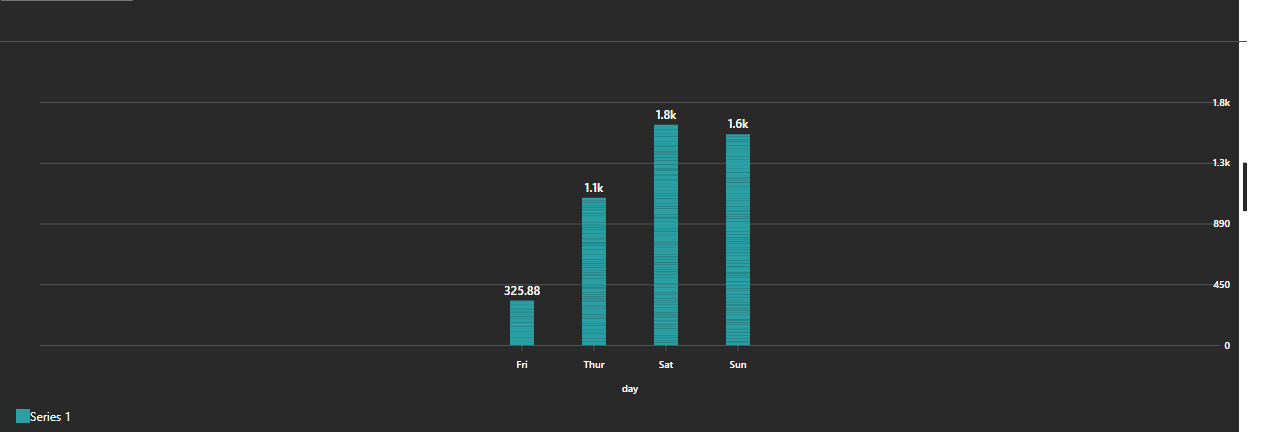 1.8k
1.8k
1.6k
1.3k
1.1k
890
325.88
450
0
Fri Thur Sat Sun
day
Series 1